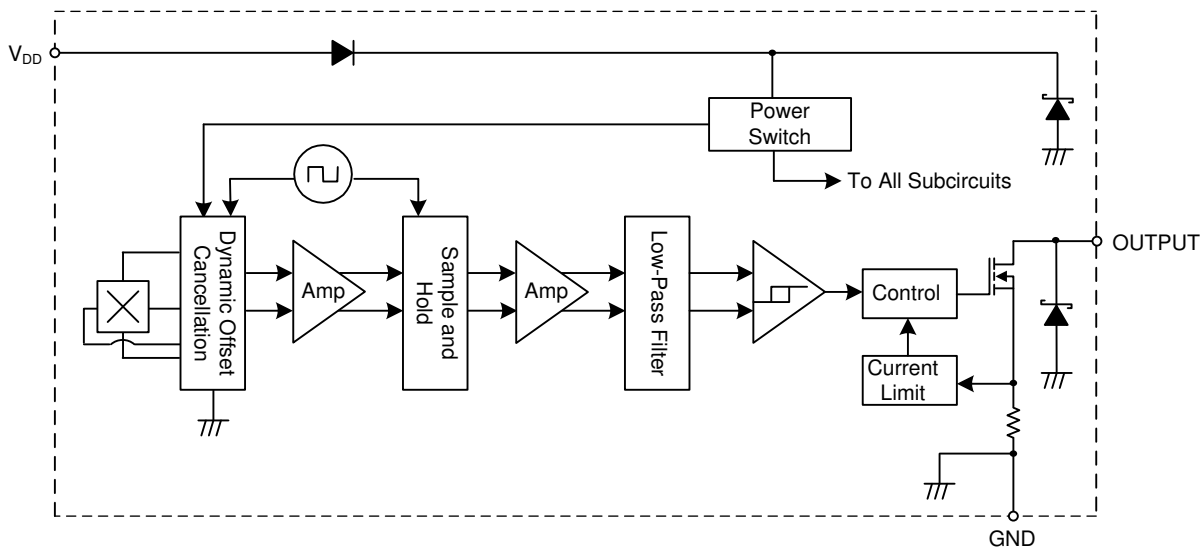 VDD
Power
Switch
To All Subcircuits
Dynamic Offset
Cancellation
Amp
Sample and
Hold
Amp
Low-Pass Filter
Control
Current
Limit
OUTPUT
GND